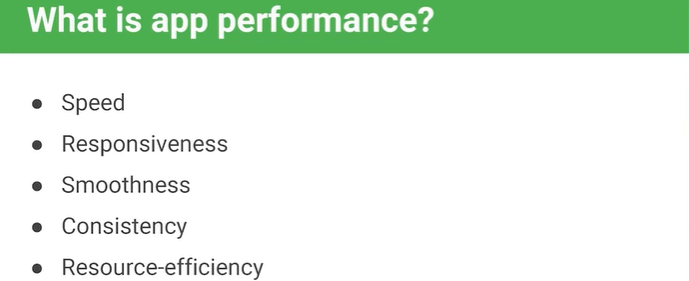 What is app performance?
● Speed
● Responsiveness
● Smoothness
● Consistency
● Resource-efficiency